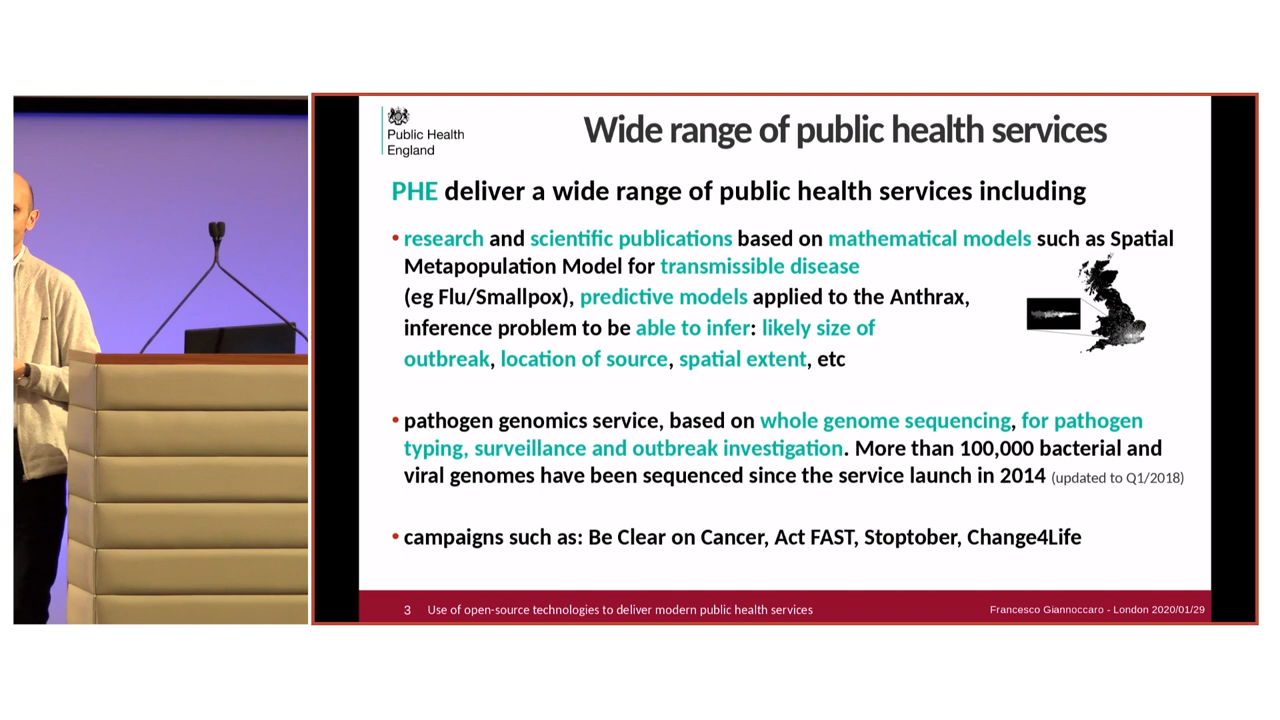 Public Health
England
Wide range of public health services
PHE deliver a wide range of public health services including
• research and scientific publications based on mathematical models such as Spatial
Metapopulation Model for transmissible disease
(eg Flu/Smallpox), predictive models applied to the Anthrax,
inference problem to be able to infer: likely size of
outbreak, location of source, spatial extent, etc
• pathogen genomics service, based on whole genome sequencing, for pathogen
typing, surveillance and outbreak investigation. More than 100,000 bacterial and
viral genomes have been sequenced since the service launch in 2014 (updated to Q1/2018)
• campaigns such as: Be Clear on Cancer, Act FAST, Stoptober, Change4Life
3 Use of open-source technologies to deliver modern public health services
Francesco Giannoccaro - London 2020/01/29